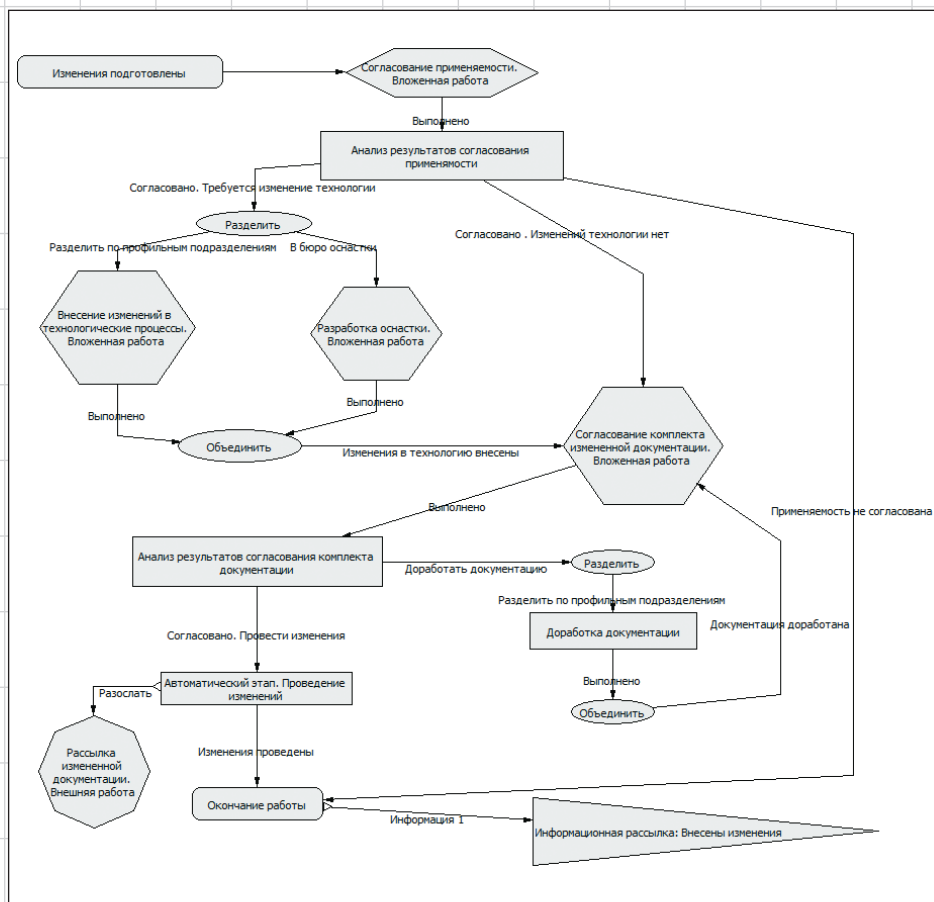 Изменения подготовлены
Согласование применяемости.
Вложенная работа
Выполнено
Анализ результатов согласования
применямости
Согласовано. Требуется изменение технологии
Разделить
Согласовано . Изменений технологии нет
Разделить по профильным подразделениям
В бюро оснастки
Внесение изменений в
технологические процессы.
Вложенная работа
Разработка оснастки.
Вложенная работа
Выполнено
Выполнено
Объединить
Изменения в технологию внесены
Согласование комплекта
измененной документации.
Вложенная работа
Выполнено
Применяемость не согласована
Анализ результатов согласования комплекта
документации
Доработать документацию
Разделить
Разделить по профильным подразделениям
Доработка документации
Документация доработана
Согласовано. Провести изменения
Выполнено
Объединить
Автоматический этап. Проведение
изменений
Разослать
Рассылка
измененной
документации.
Внешняя работа
Изменения проведены
Окончание работы
Информация 1
Информационная рассылка: Внесены изменения